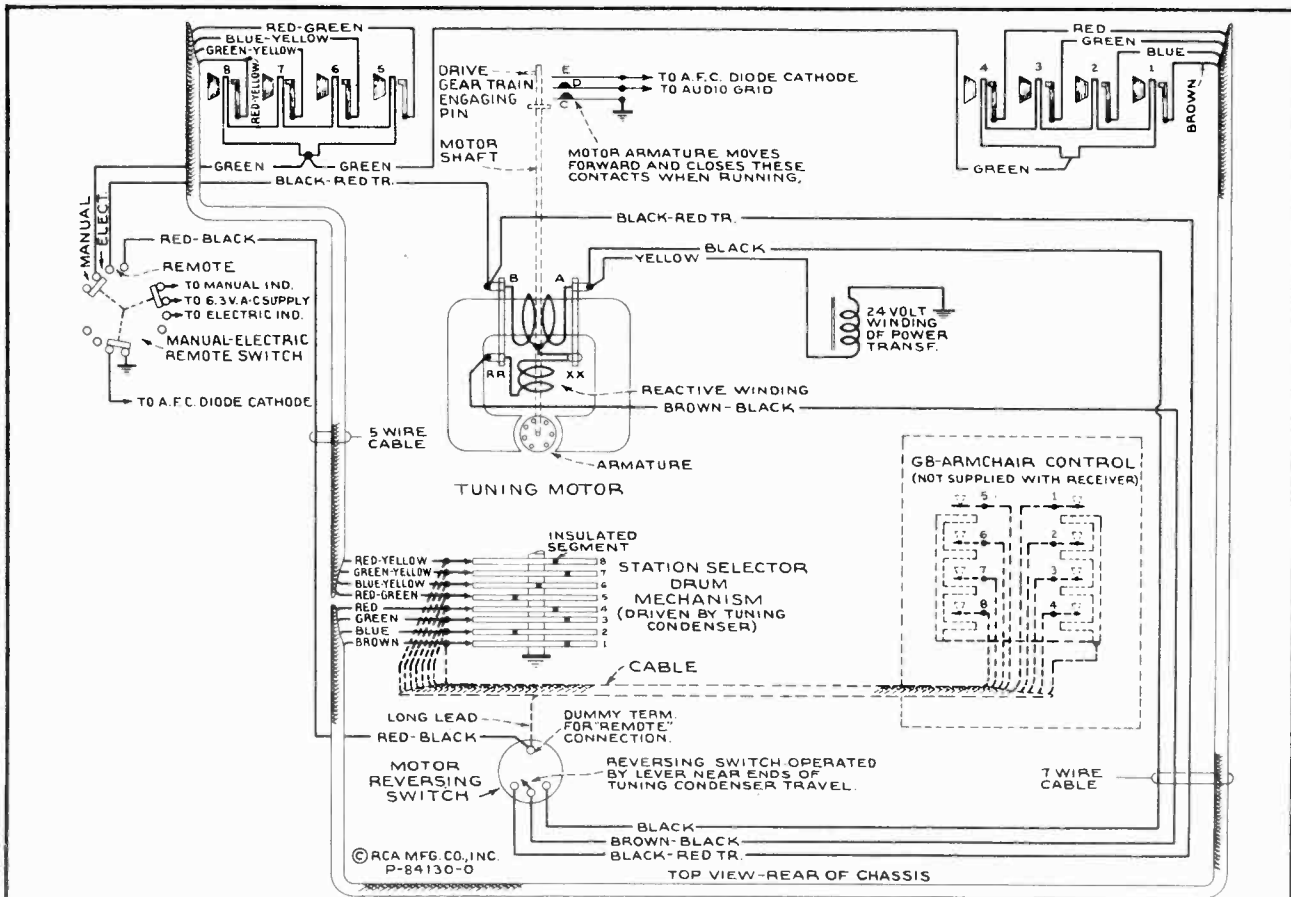 RED-GREEN
BLUE-YELLOW
GREEN-YELLOW
RED-YELLOW
8 7 6 5
GREEN
GREEN
BLACK-RED TR.
DRIVE
GEAR TRAIN
ENGAGING
PIN
MOTOR
SHAFT
E
D
C
TO A.F.C. DIODE CATHODE
TO AUDIO GRID
MOTOR ARMATURE MOVES
FORWARD AND CLOSES THESE
CONTACTS WHEN RUNNING.
RED
GREEN
BLUE
BROWN
4 3 2 1
GREEN
MANUAL
ELECT.
RED-BLACK
REMOTE
TO MANUAL IND.
TO 6.3 V. A-C SUPPLY
TO ELECTRIC IND.
MANUAL-ELECTRIC
REMOTE SWITCH
TO A.F.C. DIODE CATHODE
BLACK-RED TR.
BLACK
YELLOW
B A
RR XX
24 VOLT
WINDING
OF POWER
TRANSF.
REACTIVE WINDING
BROWN-BLACK
ARMATURE
TUNING MOTOR
5 WIRE
CABLE
G8-ARMCHAIR CONTROL
(NOT SUPPLIED WITH RECEIVER)
5 1
6 2
7 3
8 4
INSULATED
SEGMENT
RED-YELLOW 8
GREEN-YELLOW 7
BLUE-YELLOW 6
RED-GREEN 5
RED 4
GREEN 3
BLUE 2
BROWN 1
STATION SELECTOR
DRUM
MECHANISM
(DRIVEN BY TUNING
CONDENSER)
CABLE
LONG LEAD
RED-BLACK
DUMMY TERM.
FOR "REMOTE"
CONNECTION.
MOTOR
REVERSING
SWITCH
REVERSING SWITCH OPERATED
BY LEVER NEAR ENDS OF
TUNING CONDENSER TRAVEL.
7 WIRE
CABLE
BLACK
BROWN-BLACK
BLACK-RED TR.
© RCA MFG. CO., INC.
P-84130-0
TOP VIEW-REAR OF CHASSIS